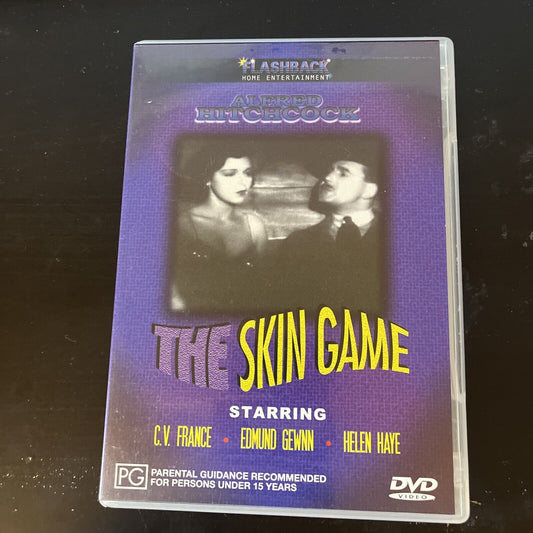 FLASHBACK
HOME ENTERTAINMENT
ALFRED
HITCHCOCK
THE SKIN GAME
STARRING
C.V. FRANCE • EDMUND GEWNN • HELEN HAYE
PG PARENTAL GUIDANCE RECOMMENDED
FOR PERSONS UNDER 15 YEARS
DVD
VIDEO